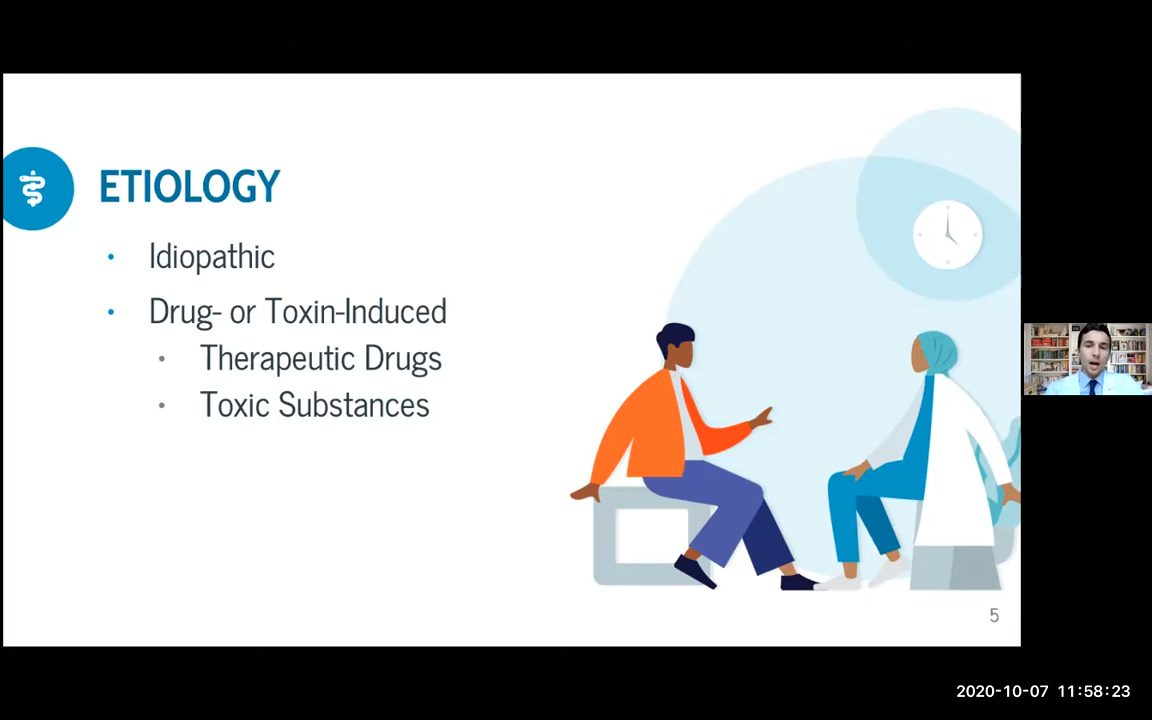 ETIOLOGY
• Idiopathic
• Drug- or Toxin-Induced
• Therapeutic Drugs
• Toxic Substances
5
2020-10-07 11:58:23